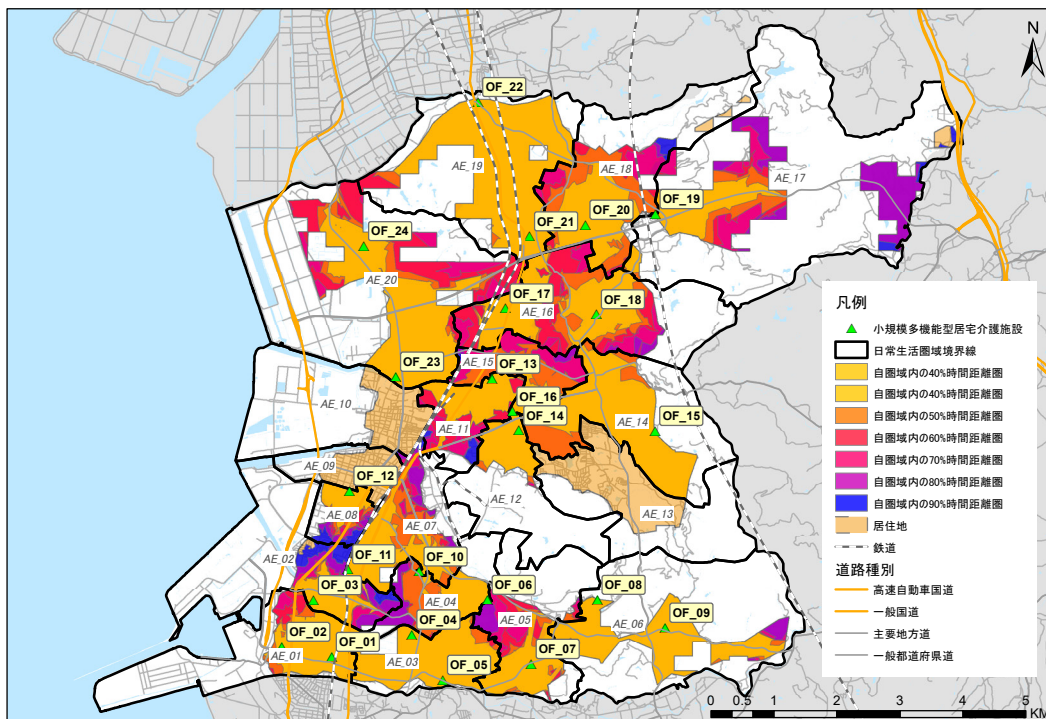 N
OF_22
AE_19
AE_18
AE_17
OF_19
OF_20
OF_21
OF_24
AE_20
OF_17
OF_18
AE_16
AE_15
OF_13
OF_23
AE_10
OF_16
OF_14
AE_11
AE_14
OF_15
AE_09
OF_12
AE_12
AE_13
AE_08
AE_07
AE_02
OF_11
OF_10
OF_03
OF_06
OF_08
AE_04
OF_04
AE_05
AE_06
OF_09
OF_02
OF_01
AE_01
AE_03
OF_05
OF_07
凡例
小規模多機能型居宅介護施設
日常生活圏域境界線
自圏域内の40%時間距離圏
自圏域内の40%時間距離圏
自圏域内の50%時間距離圏
自圏域内の60%時間距離圏
自圏域内の70%時間距離圏
自圏域内の80%時間距離圏
自圏域内の90%時間距離圏
居住地
鉄道
道路種別
高速自動車国道
一般国道
主要地方道
一般都道府県道
0 0.5 1 2 3 4 5
KM